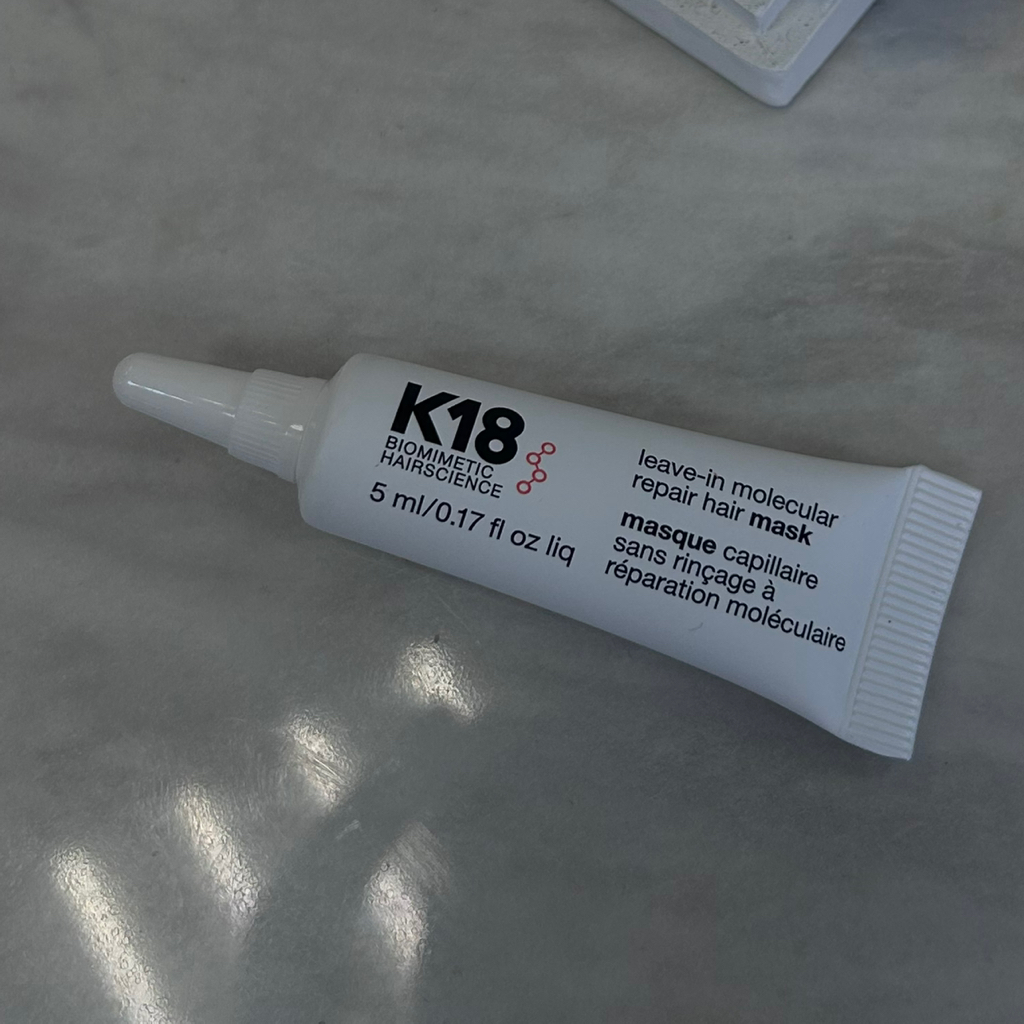 K18
BIOMIMETIC
HAIRSCIENCE
5 ml/0.17 fl oz liq
leave-in molecular
repair hair mask
masque capillaire
sans rinçage à
réparation moléculaire